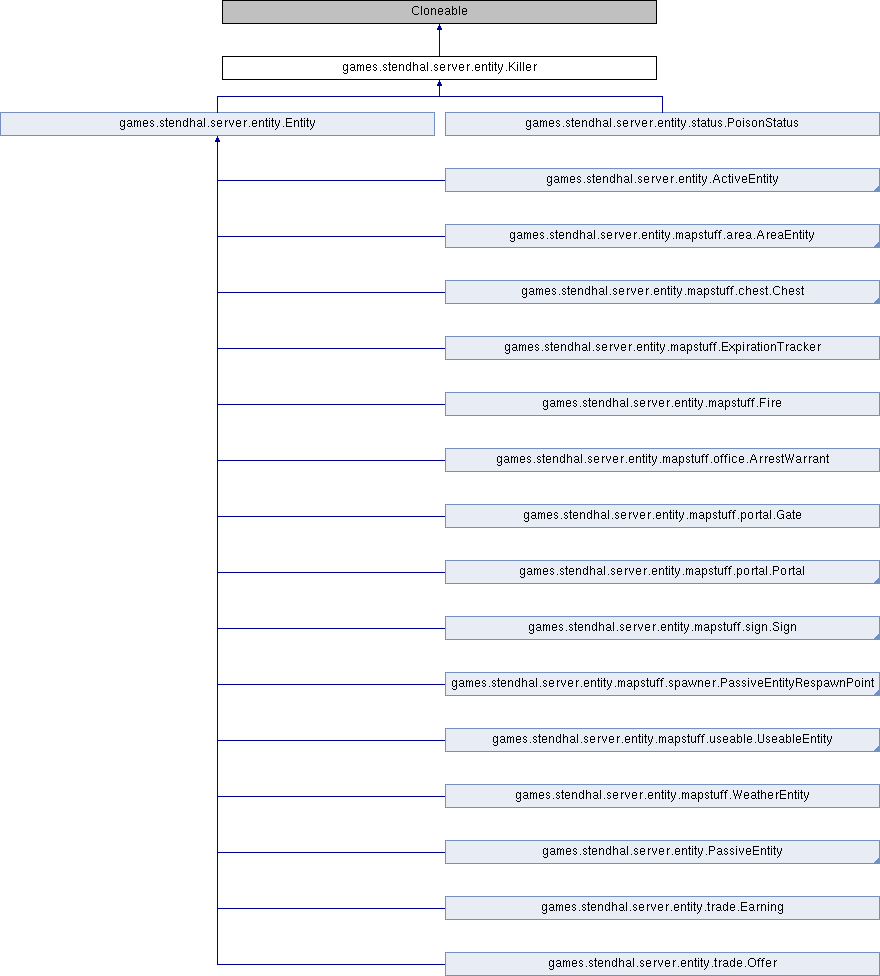 Cloneable
games.stendhal.server.entity.Killer
games.stendhal.server.entity.Entity
games.stendhal.server.entity.status.PoisonStatus
games.stendhal.server.entity.ActiveEntity
games.stendhal.server.entity.mapstuff.area.AreaEntity
games.stendhal.server.entity.mapstuff.chest.Chest
games.stendhal.server.entity.mapstuff.ExpirationTracker
games.stendhal.server.entity.mapstuff.Fire
games.stendhal.server.entity.mapstuff.office.ArrestWarrant
games.stendhal.server.entity.mapstuff.portal.Gate
games.stendhal.server.entity.mapstuff.portal.Portal
games.stendhal.server.entity.mapstuff.sign.Sign
games.stendhal.server.entity.mapstuff.spawner.PassiveEntityRespawnPoint
games.stendhal.server.entity.mapstuff.useable.UseableEntity
games.stendhal.server.entity.mapstuff.WeatherEntity
games.stendhal.server.entity.PassiveEntity
games.stendhal.server.entity.trade.Earning
games.stendhal.server.entity.trade.Offer